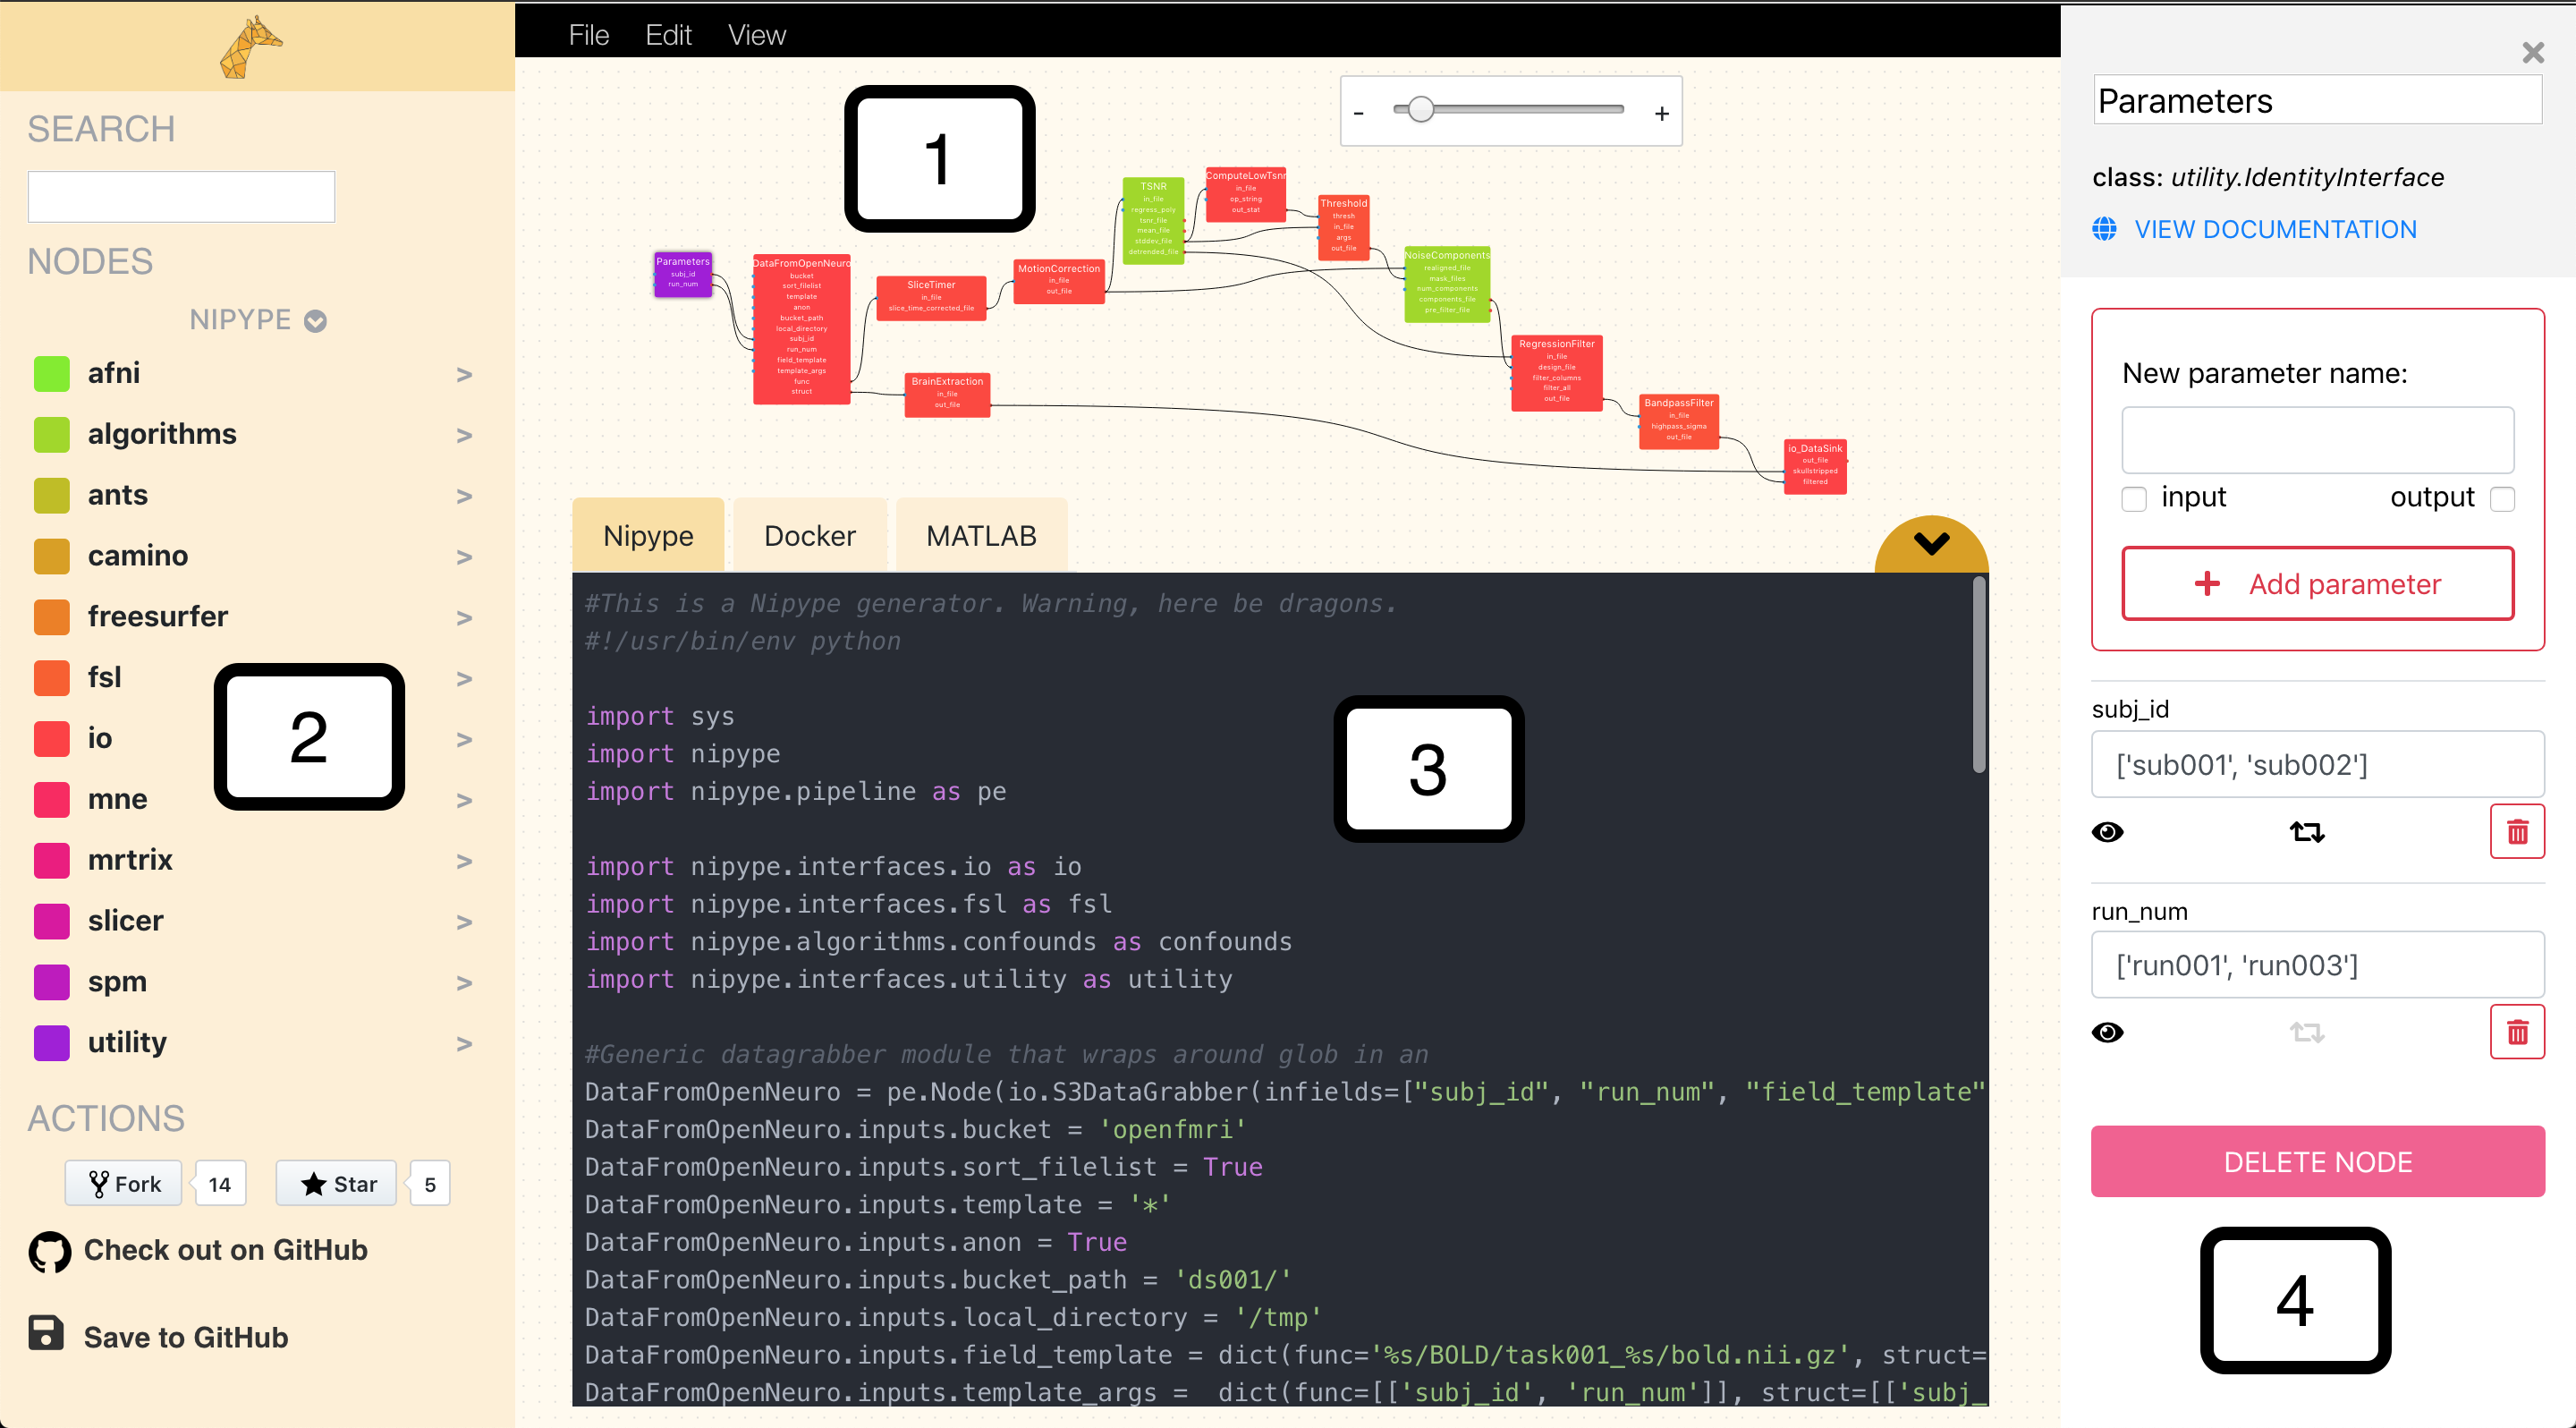 SEARCH
NODES
NIPYPE
afni >
algorithms >
ants >
camino >
freesurfer >
fsl >
io >
mne >
mrtrix >
slicer >
spm >
utility >
2
ACTIONS
Fork 14 Star 5
Check out on GitHub
Save to GitHub
File Edit View
1
- +
Parameters
subj_id
run_num
DataFromOpenNeuro
bucket
sort_filelist
template
anon
bucket_path
local_directory
subj_id
run_num
field_template
template_args
func
struct
SliceTimer
in_file
slice_time_corrected_file
BrainExtraction
in_file
out_file
MotionCorrection
in_file
out_file
TSNR
in_file
regress_poly
tsnr_file
mean_file
stddev_file
detrended_file
ComputeLowTsnr
in_file
op_string
out_stat
Threshold
thresh
in_file
args
out_file
NoiseComponents
realigned_file
mask_files
num_components
components_file
pre_filter_file
RegressionFilter
in_file
design_file
filter_columns
filter_all
out_file
BandpassFilter
in_file
highpass_sigma
out_file
io_DataSink
out_file
skullstripped
filtered
Nipype Docker MATLAB
#This is a Nipype generator. Warning, here be dragons.
#!/usr/bin/env python
import sys
import nipype
import nipype.pipeline as pe
import nipype.interfaces.io as io
import nipype.interfaces.fsl as fsl
import nipype.algorithms.confounds as confounds
import nipype.interfaces.utility as utility
#Generic datagrabber module that wraps around glob in an
DataFromOpenNeuro = pe.Node(io.S3DataGrabber(infields=["subj_id", "run_num", "field_template"
DataFromOpenNeuro.inputs.bucket = 'openfmri'
DataFromOpenNeuro.inputs.sort_filelist = True
DataFromOpenNeuro.inputs.template = '*'
DataFromOpenNeuro.inputs.anon = True
DataFromOpenNeuro.inputs.bucket_path = 'ds001/'
DataFromOpenNeuro.inputs.local_directory = '/tmp'
DataFromOpenNeuro.inputs.field_template = dict(func='%s/BOLD/task001_%s/bold.nii.gz', struct=
DataFromOpenNeuro.inputs.template_args =  dict(func=[['subj_id', 'run_num']], struct=[['subj_
3
Parameters
class: utility.IdentityInterface
VIEW DOCUMENTATION
New parameter name:
input output
+ Add parameter
subj_id
['sub001', 'sub002']
run_num
['run001', 'run003']
DELETE NODE
4